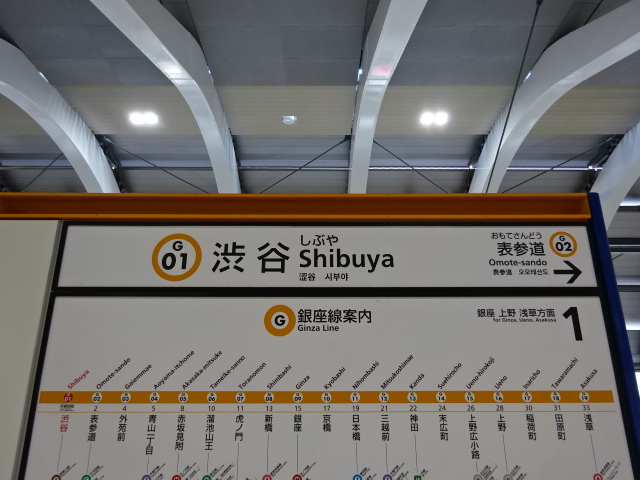 G
01
渋谷
しぶや
Shibuya
涩谷 시부야
おもてさんどう
表参道
G
02
Omote-sando
表参道 오모테산도
G
銀座線案内
Ginza Line
銀座 上野 浅草方面
for Ginza, Ueno, Asakusa
1
Shibuya
Omote-sando
Gaiemmae
Aoyama-itchome
Akasaka-mitsuke
Tameike-sanno
Toranomon
Shimbashi
Ginza
Kyobashi
Nihombashi
Mitsukoshimae
Kanda
Suehirocho
Ueno-hirokoji
Ueno
Inaricho
Tawaramachi
Asakusa
2 4 5 8 10 11 13 15 17 19 21 22 24 26 28 30 31 33
渋谷
表参道
外苑前
青山一丁目
赤坂見附
溜池山王
虎ノ門
新橋
銀座
京橋
日本橋
三越前
神田
末広町
上野広小路
上野
稲荷町
田原町
浅草